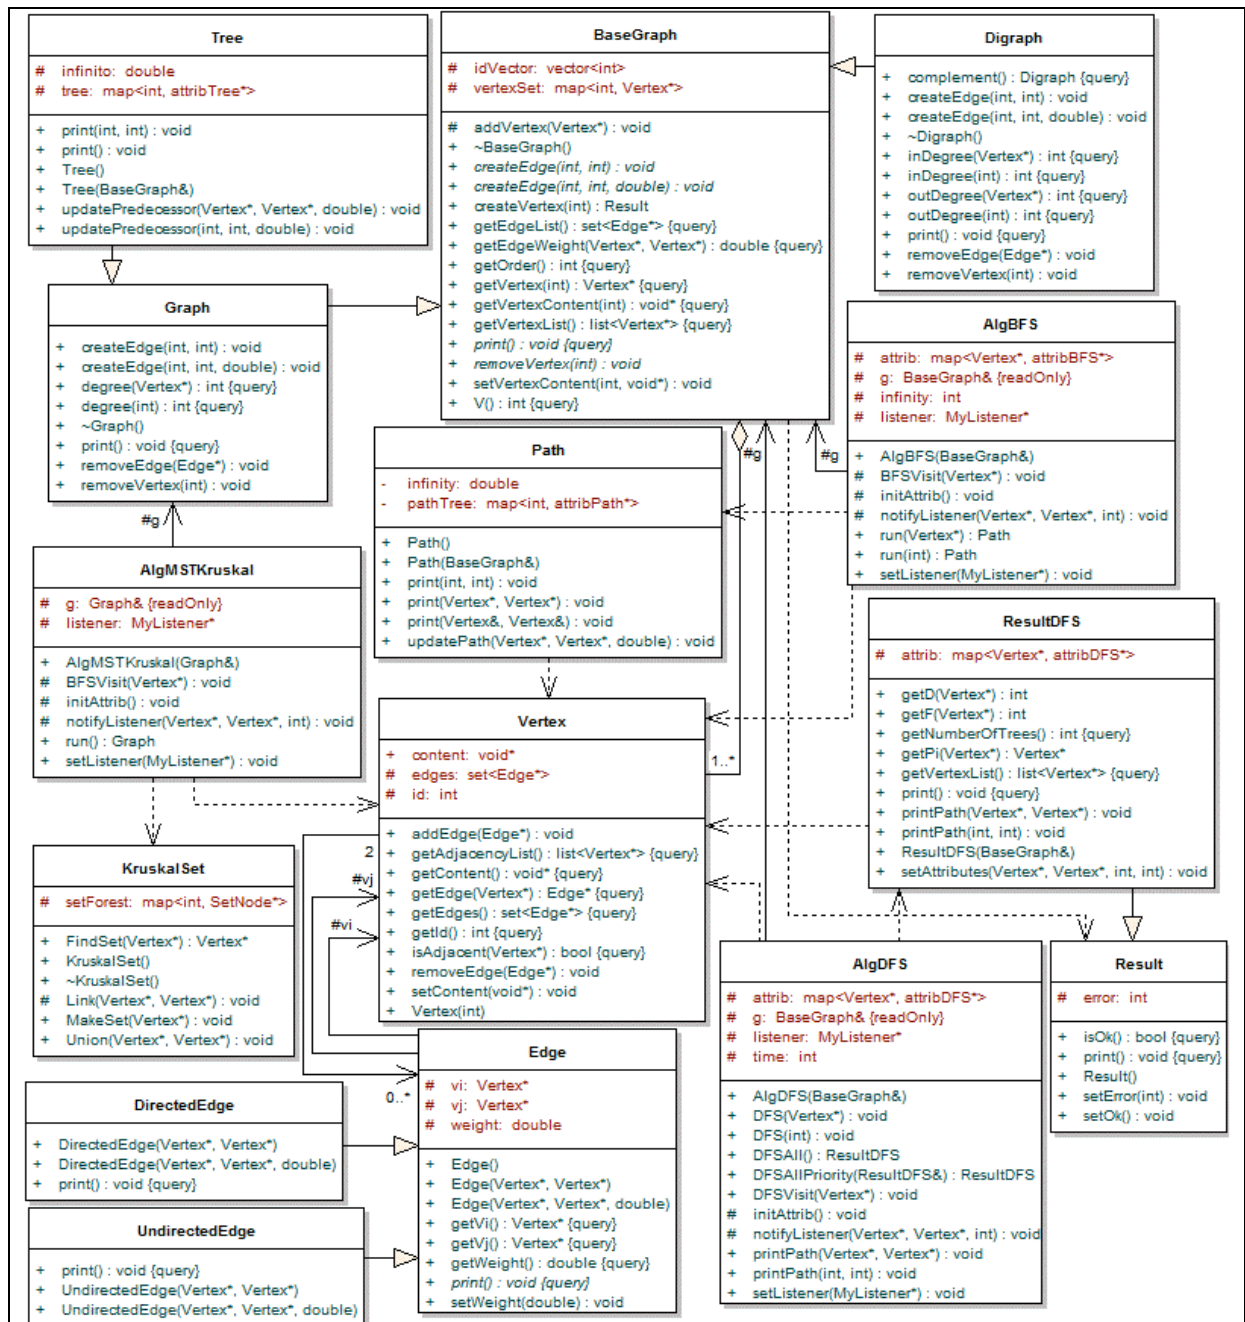 Tree
# infinito: double
# tree: map<int, attribTree*>
+ print(int, int) : void
+ print() : void
+ Tree()
+ Tree(BaseGraph&)
+ updatePredecessor(Vertex*, Vertex*, double) : void
+ updatePredecessor(int, int, double) : void
BaseGraph
# idVector: vector<int>
# vertexSet: map<int, Vertex*>
# addVertex(Vertex*) : void
+ ~BaseGraph()
+ createEdge(int, int) : void
+ createEdge(int, int, double) : void
+ createVertex(int) : Result
+ getEdgeList() : set<Edge*> {query}
+ getEdgeWeight(Vertex*, Vertex*) : double {query}
+ getOrder() : int {query}
+ getVertex(int) : Vertex* {query}
+ getVertexContent(int) : void* {query}
+ getVertexList() : list<Vertex*> {query}
+ print() : void {query}
+ removeVertex(int) : void
+ setVertexContent(int, void*) : void
+ V() : int {query}
Digraph
+ complement() : Digraph {query}
+ createEdge(int, int) : void
+ createEdge(int, int, double) : void
+ ~Digraph()
+ inDegree(Vertex*) : int {query}
+ inDegree(int) : int {query}
+ outDegree(Vertex*) : int {query}
+ outDegree(int) : int {query}
+ print() : void {query}
+ removeEdge(Edge*) : void
+ removeVertex(int) : void
Graph
+ createEdge(int, int) : void
+ createEdge(int, int, double) : void
+ degree(Vertex*) : int {query}
+ degree(int) : int {query}
+ ~Graph()
+ print() : void {query}
+ removeEdge(Edge*) : void
+ removeVertex(int) : void
#g
AlgBFS
# attrib: map<Vertex*, attribBFS*>
# g: BaseGraph& {readOnly}
# infinity: int
# listener: MyListener*
+ AlgBFS(BaseGraph&)
# BFSVisit(Vertex*) : void
# initAttrib() : void
# notifyListener(Vertex*, Vertex*, int) : void
+ run(Vertex*) : Path
+ run(int) : Path
+ setListener(MyListener*) : void
#g
#g
Path
- infinity: double
- pathTree: map<int, attribPath*>
+ Path()
+ Path(BaseGraph&)
+ print(int, int) : void
+ print(Vertex*, Vertex*) : void
+ print(Vertex&, Vertex&) : void
+ updatePath(Vertex*, Vertex*, double) : void
AlgMSTKruskal
# g: Graph& {readOnly}
# listener: MyListener*
+ AlgMSTKruskal(Graph&)
# BFSVisit(Vertex*) : void
# initAttrib() : void
# notifyListener(Vertex*, Vertex*, int) : void
+ run() : Graph
+ setListener(MyListener*) : void
ResultDFS
# attrib: map<Vertex*, attribDFS*>
+ getD(Vertex*) : int
+ getF(Vertex*) : int
+ getNumberOfTrees() : int {query}
+ getPi(Vertex*) : Vertex*
+ getVertexList() : list<Vertex*> {query}
+ print() : void {query}
+ printPath(Vertex*, Vertex*) : void
+ printPath(int, int) : void
+ ResultDFS(BaseGraph&)
+ setAttributes(Vertex*, Vertex*, int, int) : void
Vertex
+ content: void*
# edges: set<Edge*>
# id: int
+ addEdge(Edge*) : void
+ getAdjacencyList() : list<Vertex*> {query}
+ getContent() : void* {query}
+ getEdge(Vertex*) : Edge* {query}
+ getEdges() : set<Edge*> {query}
+ getId() : int {query}
+ isAdjacent(Vertex*) : bool {query}
+ removeEdge(Edge*) : void
+ setContent(void*) : void
+ Vertex(int)
1..*
2
#vj
#vi
0..*
KruskalSet
# setForest: map<int, SetNode*>
+ FindSet(Vertex*) : Vertex*
+ KruskalSet()
+ ~KruskalSet()
# Link(Vertex*, Vertex*) : void
+ MakeSet(Vertex*) : void
+ Union(Vertex*, Vertex*) : void
AlgDFS
# attrib: map<Vertex*, attribDFS*>
# g: BaseGraph& {readOnly}
# listener: MyListener*
# time: int
+ AlgDFS(BaseGraph&)
+ DFS(Vertex*) : void
+ DFS(int) : void
+ DFSAll() : ResultDFS
+ DFSAllPriority(ResultDFS&) : ResultDFS
+ DFSVisit(Vertex*) : void
# initAttrib() : void
# notifyListener(Vertex*, Vertex*, int) : void
+ printPath(Vertex*, Vertex*) : void
+ printPath(int, int) : void
+ setListener(MyListener*) : void
Result
# error: int
+ isOk() : bool {query}
+ print() : void {query}
+ Result()
+ setError(int) : void
+ setOk() : void
Edge
# vi: Vertex*
# vj: Vertex*
# weight: double
+ Edge()
+ Edge(Vertex*, Vertex*)
+ Edge(Vertex*, Vertex*, double)
+ getVi() : Vertex* {query}
+ getVj() : Vertex* {query}
+ getWeight() : double {query}
+ print() : void {query}
+ setWeight(double) : void
DirectedEdge
+ DirectedEdge(Vertex*, Vertex*)
+ DirectedEdge(Vertex*, Vertex*, double)
+ print() : void {query}
UndirectedEdge
+ print() : void {query}
+ UndirectedEdge(Vertex*, Vertex*)
+ UndirectedEdge(Vertex*, Vertex*, double)